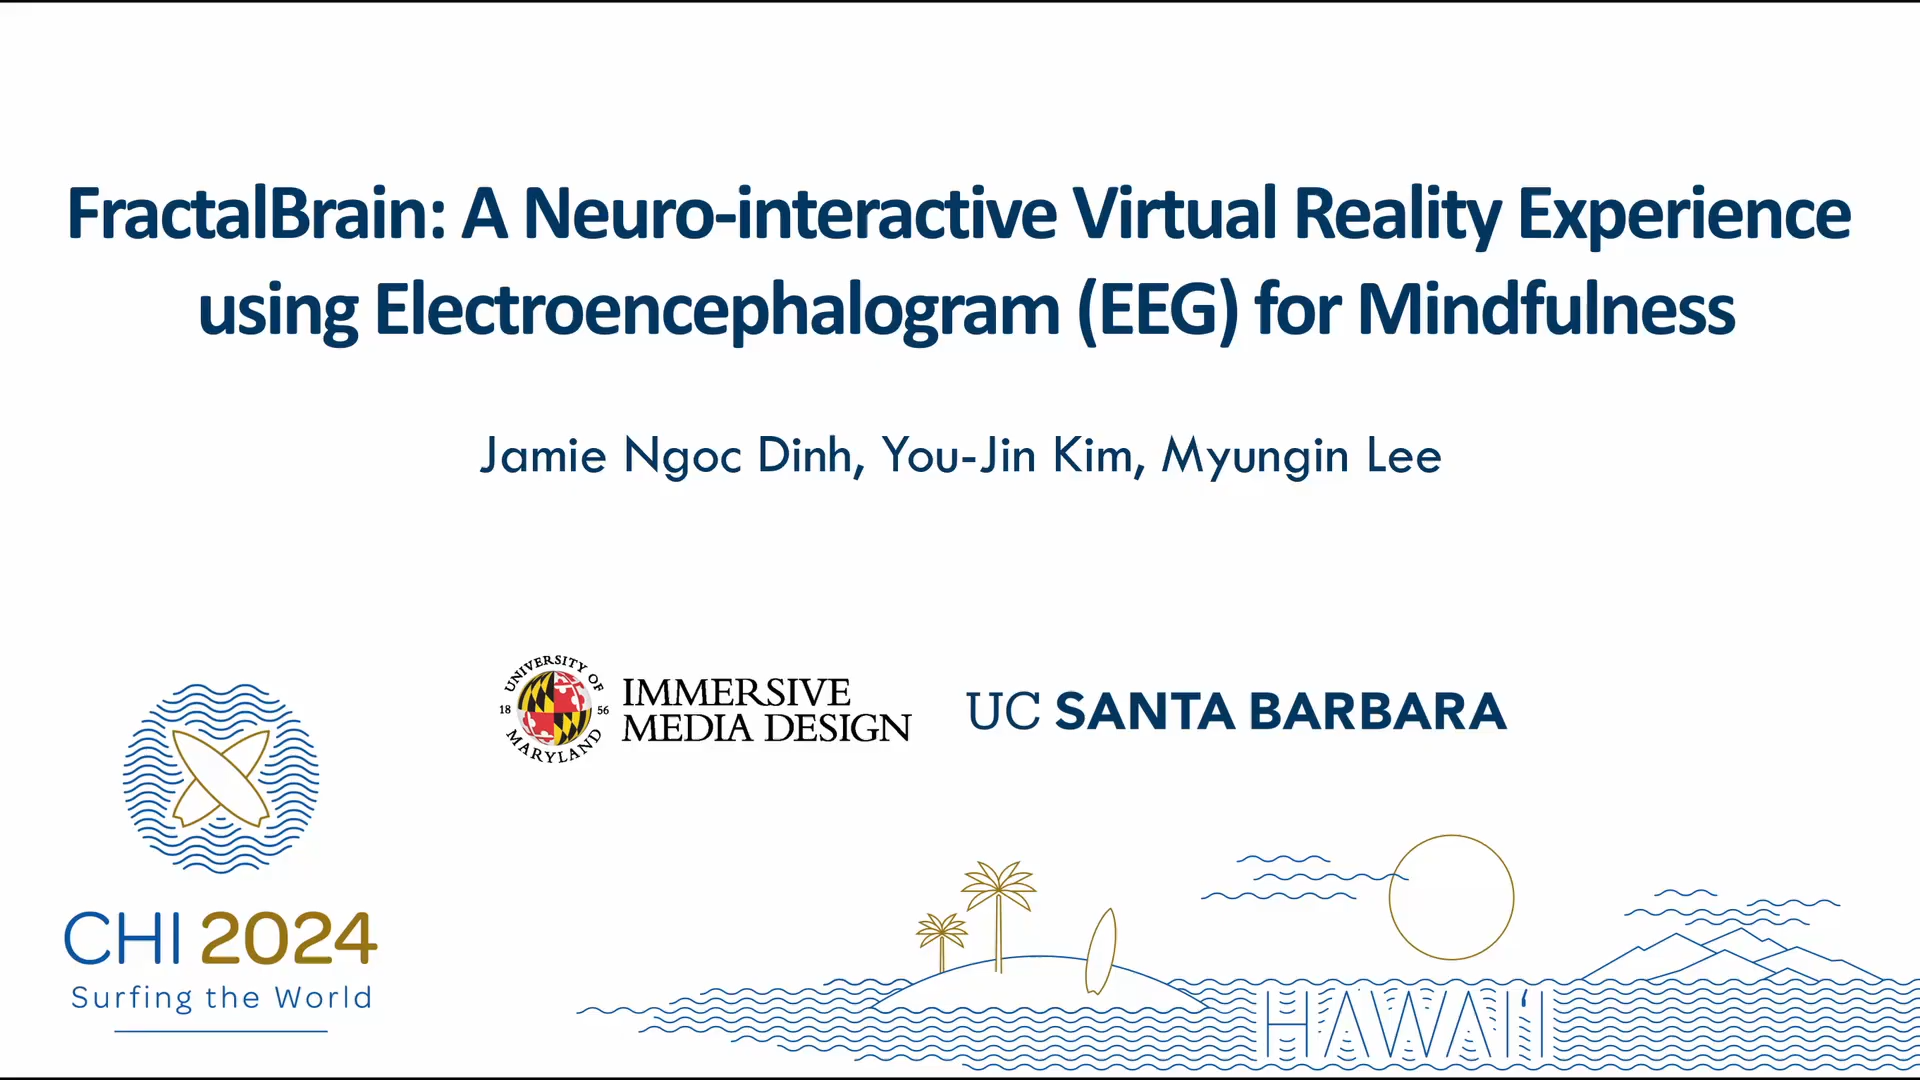 FractalBrain: A Neuro-interactive Virtual Reality Experience
using Electroencephalogram (EEG) for Mindfulness
Jamie Ngoc Dinh, You-Jin Kim, Myungin Lee
UNIVERSITY OF
18 56
MARYLAND
IMMERSIVE
MEDIA DESIGN
UC SANTA BARBARA
CHI 2024
Surfing the World
HAWAI‘I